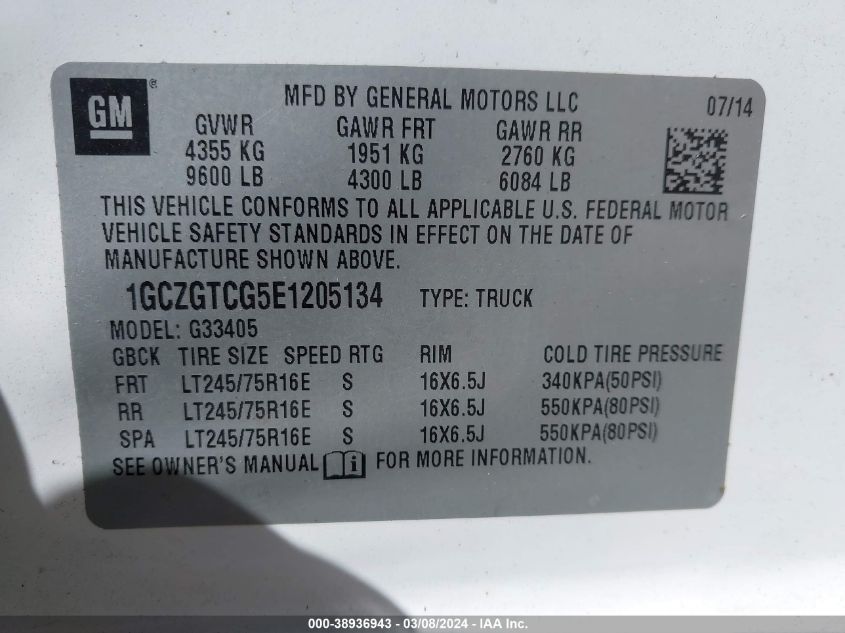 GM ® MFD BY GENERAL MOTORS LLC 07/14
GVWR GAWR FRT GAWR RR
4355 KG 1951 KG 2760 KG
9600 LB 4300 LB 6084 LB
THIS VEHICLE CONFORMS TO ALL APPLICABLE U.S. FEDERAL MOTOR
VEHICLE SAFETY STANDARDS IN EFFECT ON THE DATE OF
MANUFACTURE SHOWN ABOVE.
1GCZGTCG5E1205134 TYPE: TRUCK
MODEL: G33405
GBCK TIRE SIZE SPEED RTG RIM COLD TIRE PRESSURE
FRT LT245/75R16E S 16X6.5J 340KPA(50PSI)
RR LT245/75R16E S 16X6.5J 550KPA(80PSI)
SPA LT245/75R16E S 16X6.5J 550KPA(80PSI)
SEE OWNER'S MANUAL i FOR MORE INFORMATION.
000-38936943 - 03/08/2024 - IAA Inc.